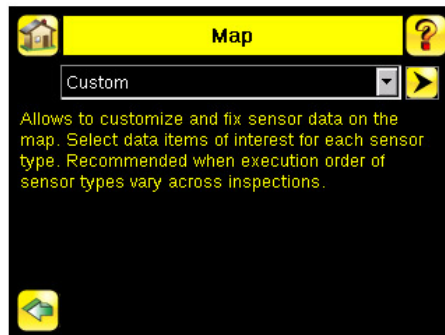 Map
Custom
Allows to customize and fix sensor data on the
map. Select data items of interest for each sensor
type. Recommended when execution order of
sensor types vary across inspections.